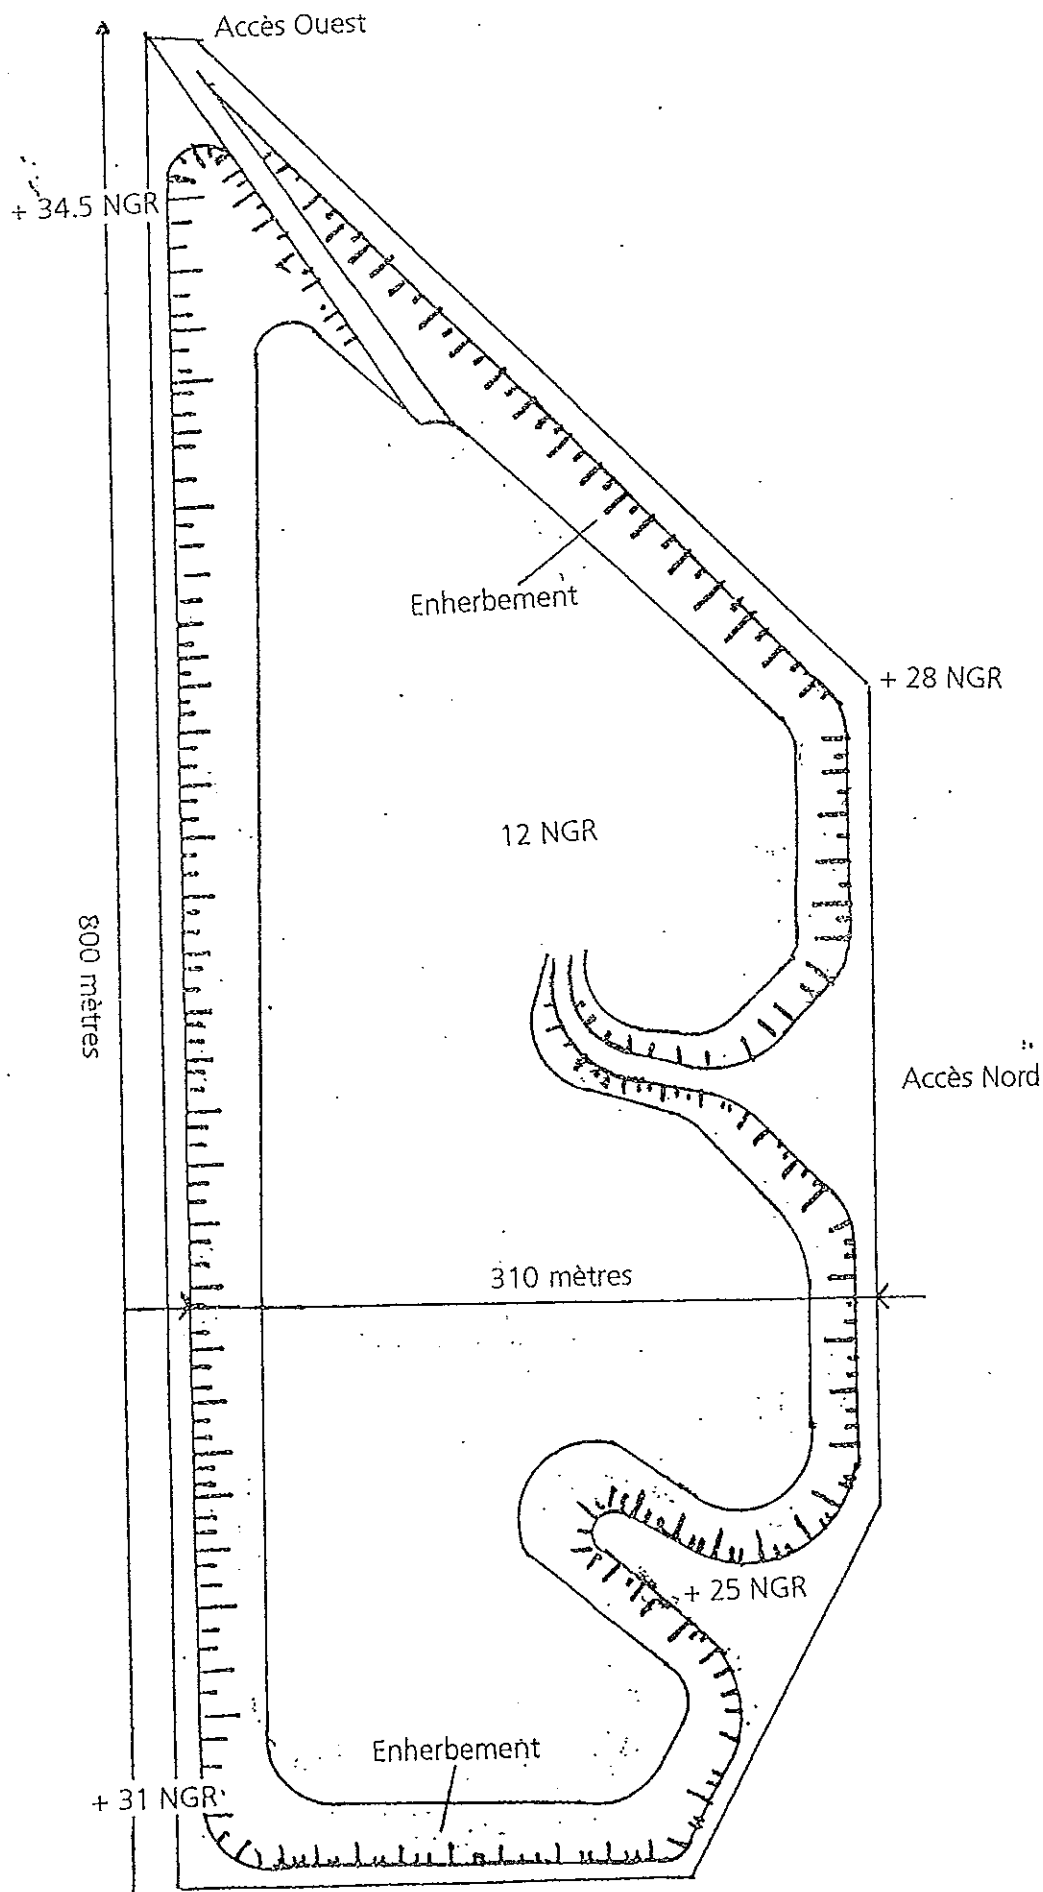 Accès Ouest
+ 34.5 NGR
Enherbement
+ 28 NGR
12 NGR
800 mètres
Accès Nord
310 mètres
+ 25 NGR
Enherbement
+ 31 NGR